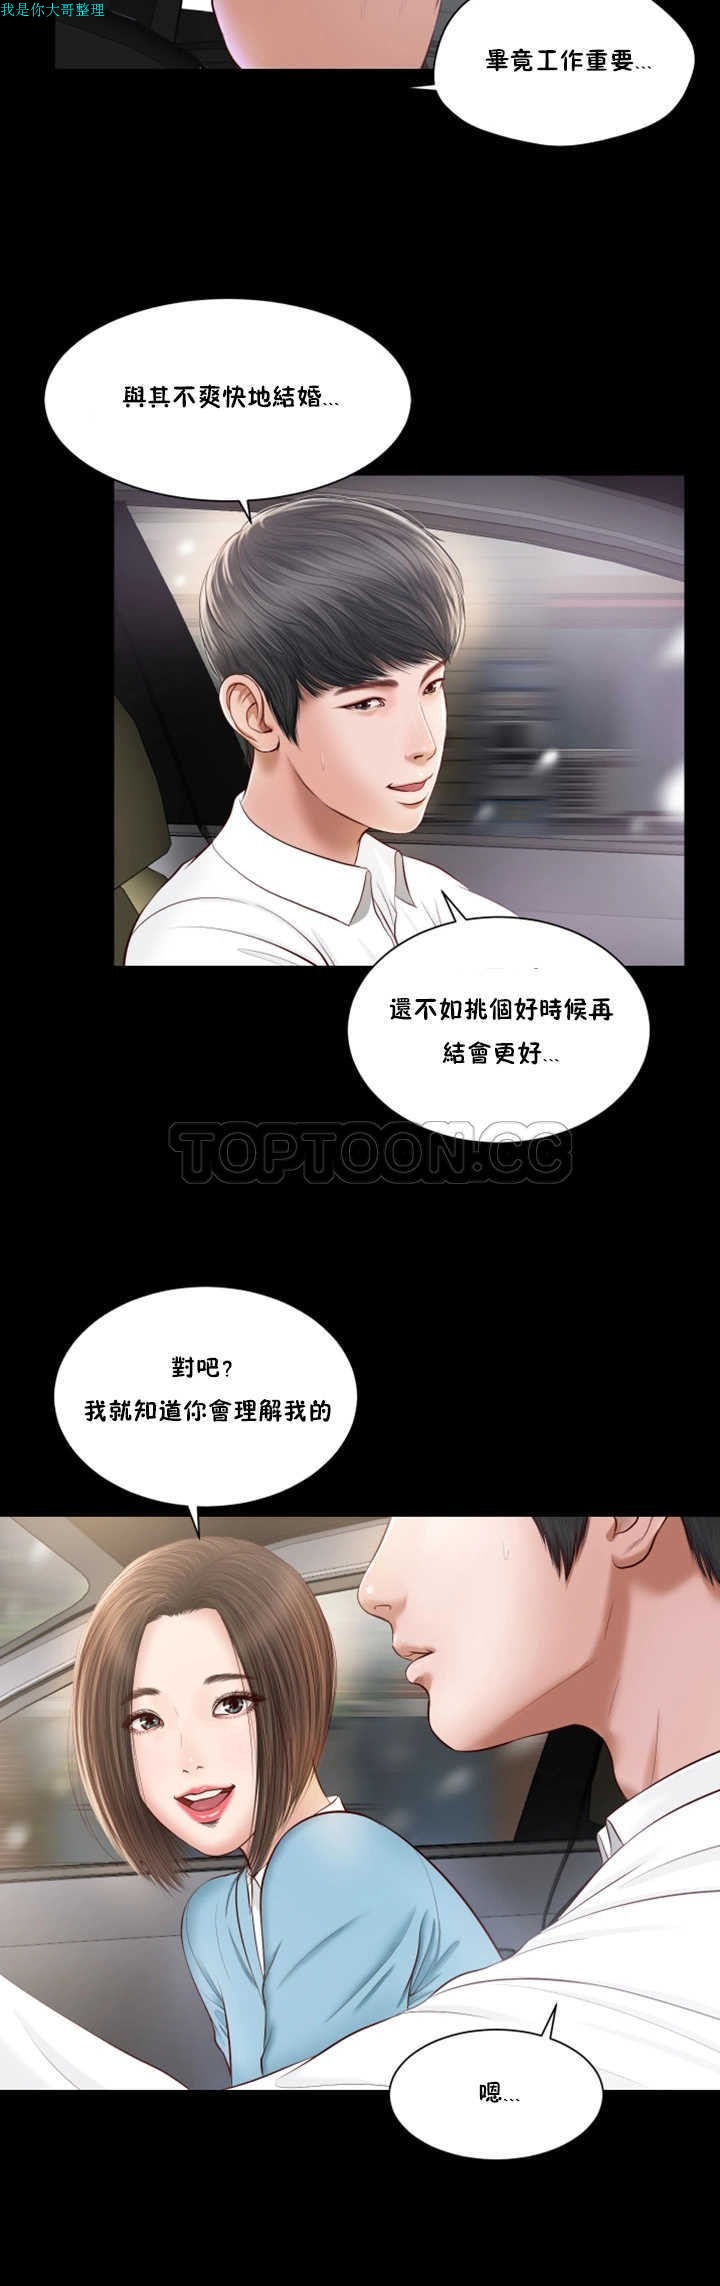 我是你大哥整理
畢竟工作重要...
與其不爽快地結婚...
還不如挑個好時候再
結會更好...
TOPTOON.CC
對吧?
我就知道你會理解我的
嗯...